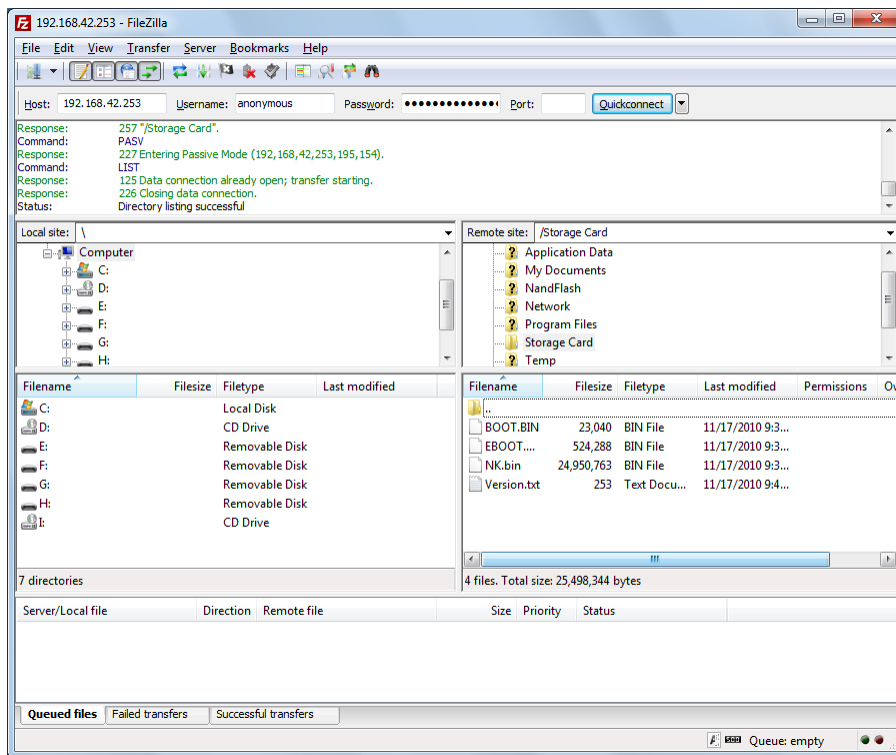 192.168.42.253 - FileZilla
File Edit View Transfer Server Bookmarks Help
Host: 192.168.42.253 Username: anonymous Password: ●●●●●●●●●●●●●● Port: Quickconnect
Response: 257 "/Storage Card".
Command: PASV
Response: 227 Entering Passive Mode (192,168,42,253,195,154).
Command: LIST
Response: 125 Data connection already open; transfer starting.
Response: 226 Closing data connection.
Status: Directory listing successful
Local site: \
Computer
C:
D:
E:
F:
G:
H:
Remote site: /Storage Card
Application Data
My Documents
NandFlash
Network
Program Files
Storage Card
Temp
Filename Filesize Filetype Last modified
C: Local Disk
D: CD Drive
E: Removable Disk
F: Removable Disk
G: Removable Disk
H: Removable Disk
I: CD Drive
7 directories
Filename Filesize Filetype Last modified Permissions Ov
..
BOOT.BIN 23,040 BIN File 11/17/2010 9:3...
EBOOT.... 524,288 BIN File 11/17/2010 9:3...
NK.bin 24,950,763 BIN File 11/17/2010 9:3...
Version.txt 253 Text Docu... 11/17/2010 9:4...
4 files. Total size: 25,498,344 bytes
Server/Local file Direction Remote file Size Priority Status
Queued files Failed transfers Successful transfers
Queue: empty